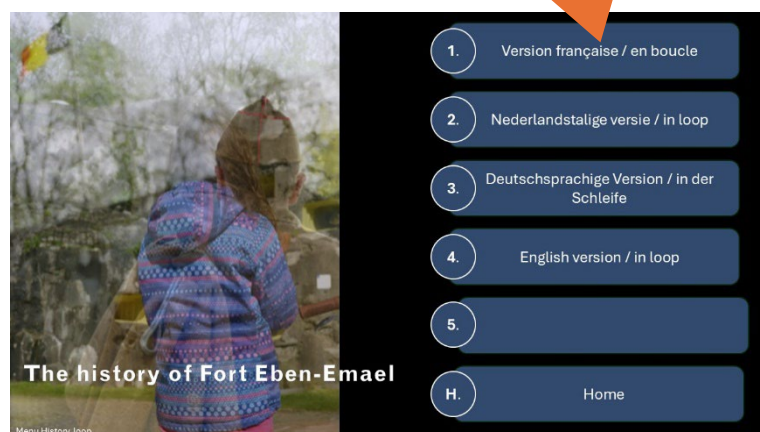 1. Version française / en boucle
2. Nederlandstalige versie / in loop
3. Deutschsprachige Version / in der
Schleife
4. English version / in loop
5.
The history of Fort Eben-Emael
H. Home
Menu History loop